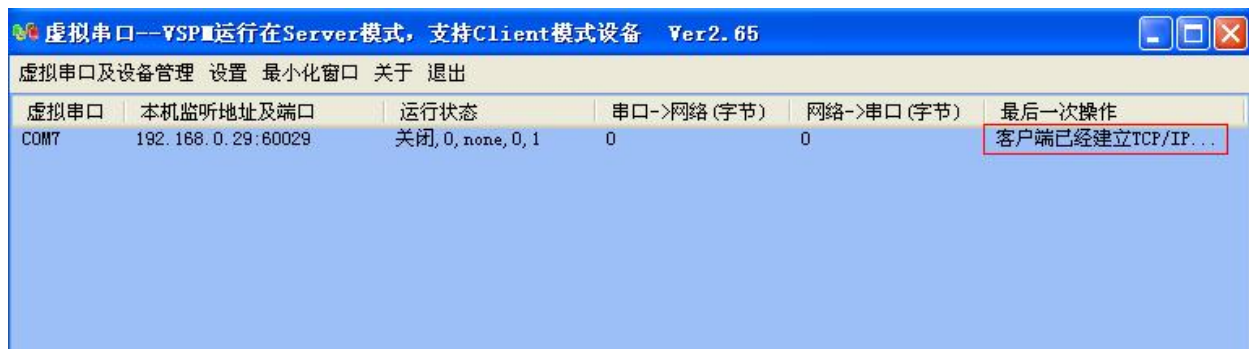 虚拟串口--VSPM运行在Server模式，支持Client模式设备 Ver2.65
虚拟串口及设备管理 设置 最小化窗口 关于 退出
虚拟串口 本机监听地址及端口 运行状态 串口->网络(字节) 网络->串口(字节) 最后一次操作
COM7 192.168.0.29:60029 关闭,0,none,0,1 0 0 客户端已经建立TCP/IP...